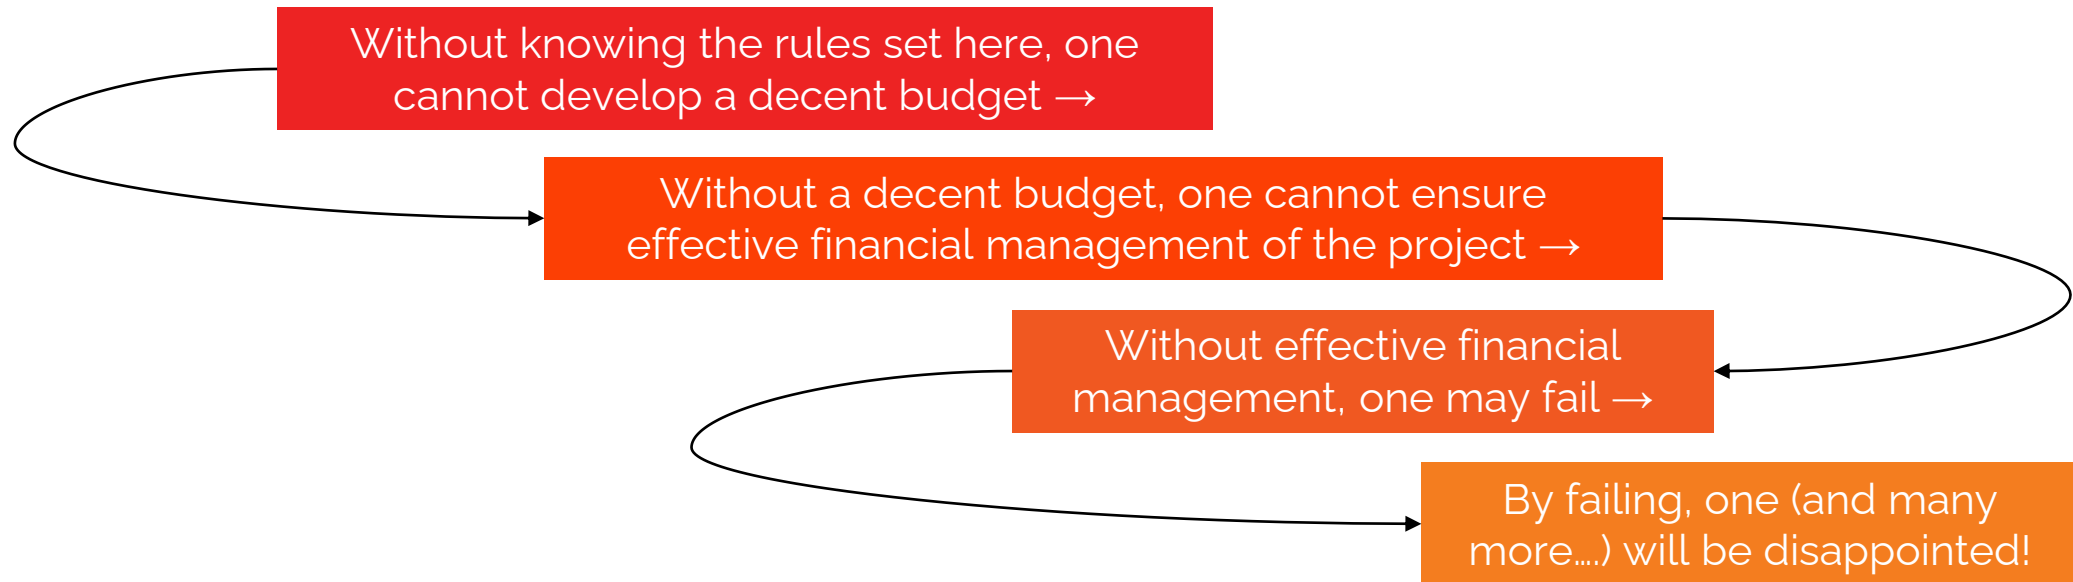 Without knowing the rules set here, one
cannot develop a decent budget →
Without a decent budget, one cannot ensure
effective financial management of the project →
Without effective financial
management, one may fail →
By failing, one (and many
more….) will be disappointed!